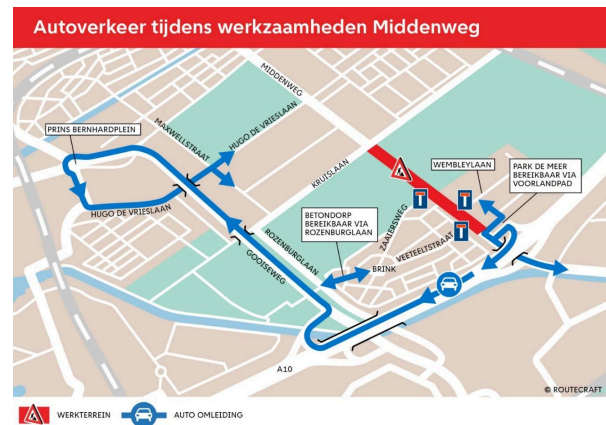 Autoverkeer tijdens werkzaamheden Middenweg
MIDDENWEG
MAXWELLSTRAAT
HUGO DE VRIESLAAN
PRINS BERNHARDPLEIN
KRUISLAAN
WEMBLEYLAAN
PARK DE MEER
BEREIKBAAR VIA
VOORLANDPAD
HUGO DE VRIESLAAN
BETONDORP
BEREIKBAAR VIA
ROZENBURGLAAN
ZAAIERSWEG
VEETEELTSTRAAT
ROZENBURGLAAN
GOOISEWEG
BRINK
A10
© ROUTECRAFT
WERKTERREIN
AUTO OMLEIDING